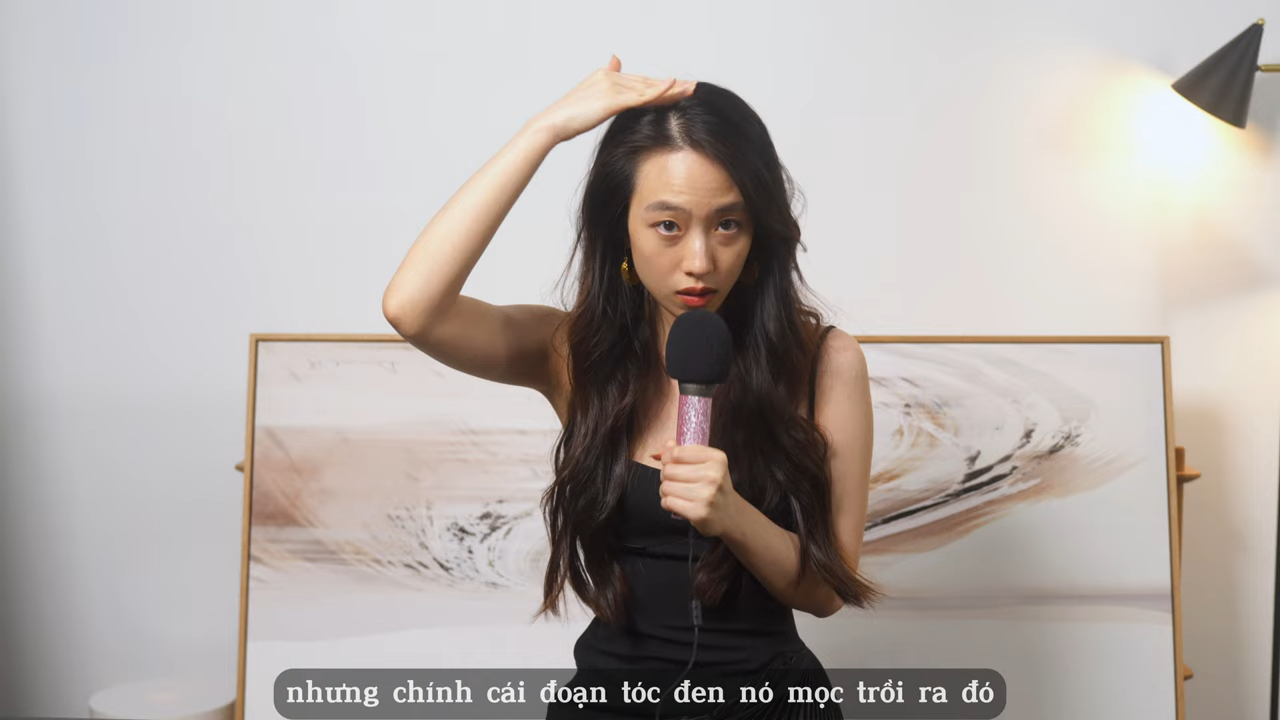 nhưng chính cái đoạn tóc đen nó mọc trồi ra đó